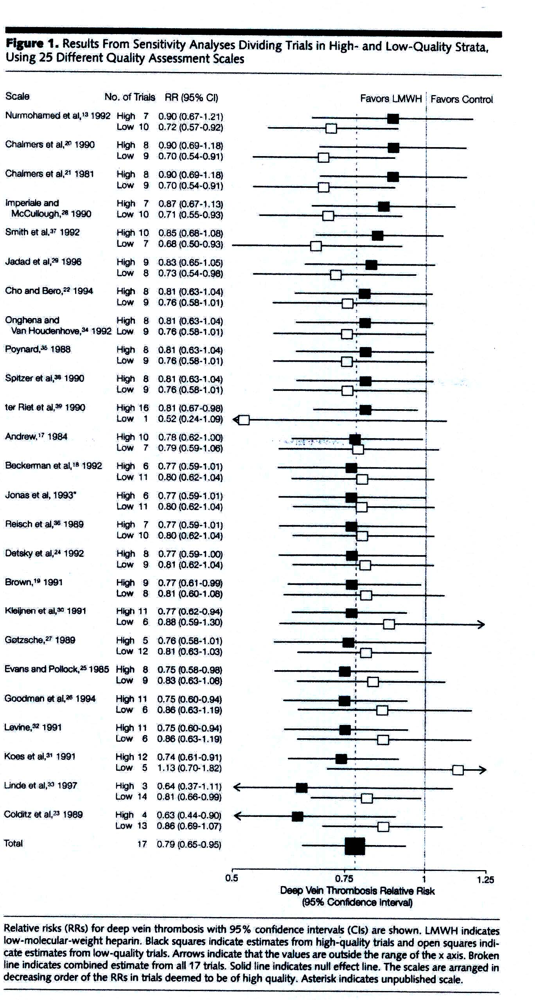 Figure 1. Results From Sensitivity Analyses Dividing Trials in High- and Low-Quality Strata,
Using 25 Different Quality Assessment Scales
Scale No. of Trials RR (95% CI) Favors LMWH Favors Control
Nurmohamed et al,¹³ 1992 High 7 0.90 (0.67-1.21)
Low 10 0.72 (0.57-0.92)
Chalmers et al,²⁰ 1990 High 8 0.90 (0.69-1.18)
Low 9 0.70 (0.54-0.91)
Chalmers et al,²¹ 1981 High 8 0.90 (0.69-1.18)
Low 9 0.70 (0.54-0.91)
Imperiale and High 7 0.87 (0.67-1.13)
McCullough,²⁸ 1990 Low 10 0.71 (0.55-0.93)
Smith et al,³⁷ 1992 High 10 0.85 (0.68-1.08)
Low 7 0.68 (0.50-0.93)
Jadad et al,²⁹ 1996 High 9 0.83 (0.65-1.05)
Low 8 0.73 (0.54-0.98)
Cho and Bero,²² 1994 High 8 0.81 (0.63-1.04)
Low 9 0.76 (0.58-1.01)
Onghena and High 8 0.81 (0.63-1.04)
Van Houdenhove,³⁴ 1992 Low 9 0.76 (0.58-1.01)
Poynard,³⁵ 1988 High 8 0.81 (0.63-1.04)
Low 9 0.76 (0.58-1.01)
Spitzer et al,³⁸ 1990 High 8 0.81 (0.63-1.04)
Low 9 0.76 (0.58-1.01)
ter Riet et al,³⁹ 1990 High 16 0.81 (0.67-0.98)
Low 1 0.52 (0.24-1.09)
Andrew,¹⁷ 1984 High 10 0.78 (0.62-1.00)
Low 7 0.79 (0.59-1.06)
Beckerman et al,¹⁸ 1992 High 6 0.77 (0.59-1.01)
Low 11 0.80 (0.62-1.04)
Jonas et al, 1993* High 6 0.77 (0.59-1.01)
Low 11 0.80 (0.62-1.04)
Reisch et al,³⁶ 1989 High 7 0.77 (0.59-1.01)
Low 10 0.80 (0.62-1.04)
Detsky et al,²⁴ 1992 High 8 0.77 (0.59-1.00)
Low 9 0.81 (0.62-1.04)
Brown,¹⁹ 1991 High 9 0.77 (0.61-0.99)
Low 8 0.81 (0.60-1.08)
Kleijnen et al,³⁰ 1991 High 11 0.77 (0.62-0.94)
Low 6 0.88 (0.59-1.30)
Gøtzsche,²⁷ 1989 High 5 0.76 (0.58-1.01)
Low 12 0.81 (0.63-1.03)
Evans and Pollock,²⁵ 1985 High 8 0.75 (0.58-0.98)
Low 9 0.83 (0.63-1.08)
Goodman et al,²⁶ 1994 High 11 0.75 (0.60-0.94)
Low 6 0.86 (0.63-1.19)
Levine,³² 1991 High 11 0.75 (0.60-0.94)
Low 6 0.86 (0.63-1.19)
Koes et al,³¹ 1991 High 12 0.74 (0.61-0.91)
Low 5 1.13 (0.70-1.82)
Linde et al,³³ 1997 High 3 0.64 (0.37-1.11)
Low 14 0.81 (0.66-0.99)
Colditz et al,²³ 1989 High 4 0.63 (0.44-0.90)
Low 13 0.86 (0.69-1.07)
Total 17 0.79 (0.65-0.95)
0.5 0.75 1 1.25
Deep Vein Thrombosis Relative Risk
(95% Confidence Interval)
Relative risks (RRs) for deep vein thrombosis with 95% confidence intervals (CIs) are shown. LMWH indicates
low-molecular-weight heparin. Black squares indicate estimates from high-quality trials and open squares indi-
cate estimates from low-quality trials. Arrows indicate that the values are outside the range of the x axis. Broken
line indicates combined estimate from all 17 trials. Solid line indicates null effect line. The scales are arranged in
decreasing order of the RRs in trials deemed to be of high quality. Asterisk indicates unpublished scale.